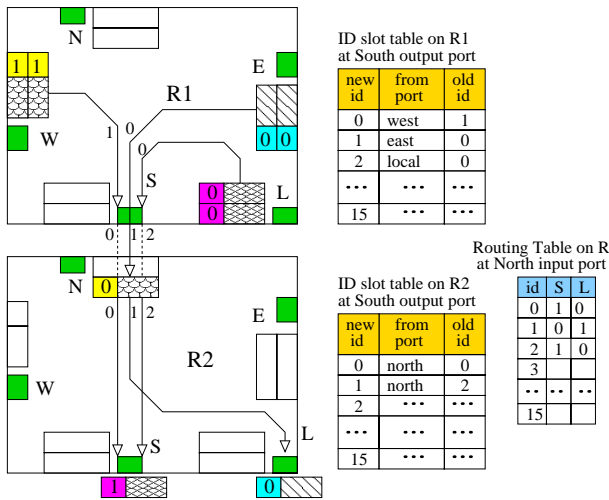 N
E
1 1
R1
W
0 0
1 0
0
S
L
0
0
0 1 2
N
0
0 1 2
E
R2
W
S
L
1
0
ID slot table on R1
at South output port
new id from port old id
0 west 1
1 east 0
2 local 0
... ... ...
15
ID slot table on R2
at South output port
new id from port old id
0 north 0
1 north 2
2 ... ...
... ... ...
15 ... ...
Routing Table on R
at North input port
id S L
0 1 0
1 0 1
2 1 0
3
.. .. ..
15